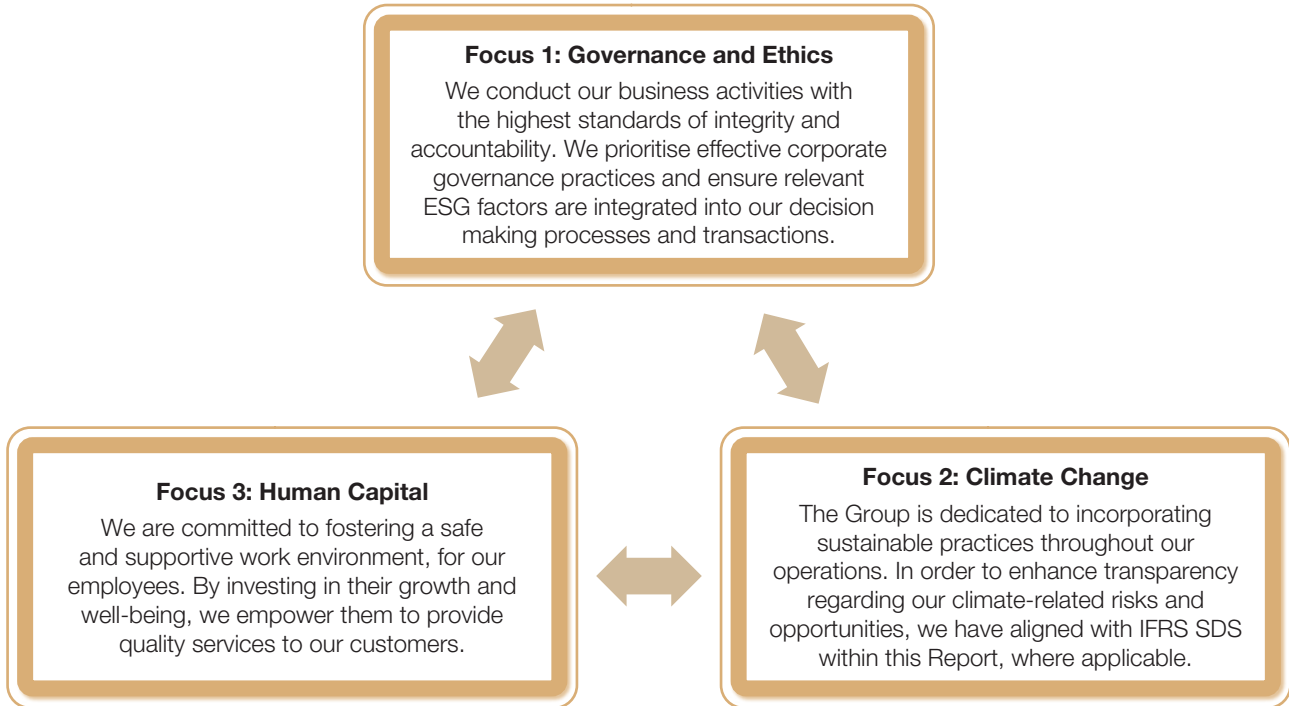 Focus 1: Governance and Ethics
We conduct our business activities with
the highest standards of integrity and
accountability. We prioritise effective corporate
governance practices and ensure relevant
ESG factors are integrated into our decision
making processes and transactions.
Focus 3: Human Capital
We are committed to fostering a safe
and supportive work environment, for our
employees. By investing in their growth and
well-being, we empower them to provide
quality services to our customers.
Focus 2: Climate Change
The Group is dedicated to incorporating
sustainable practices throughout our
operations. In order to enhance transparency
regarding our climate-related risks and
opportunities, we have aligned with IFRS SDS
within this Report, where applicable.